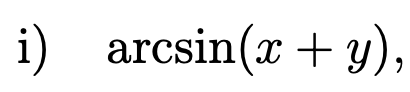 i) arcsin(x + y),